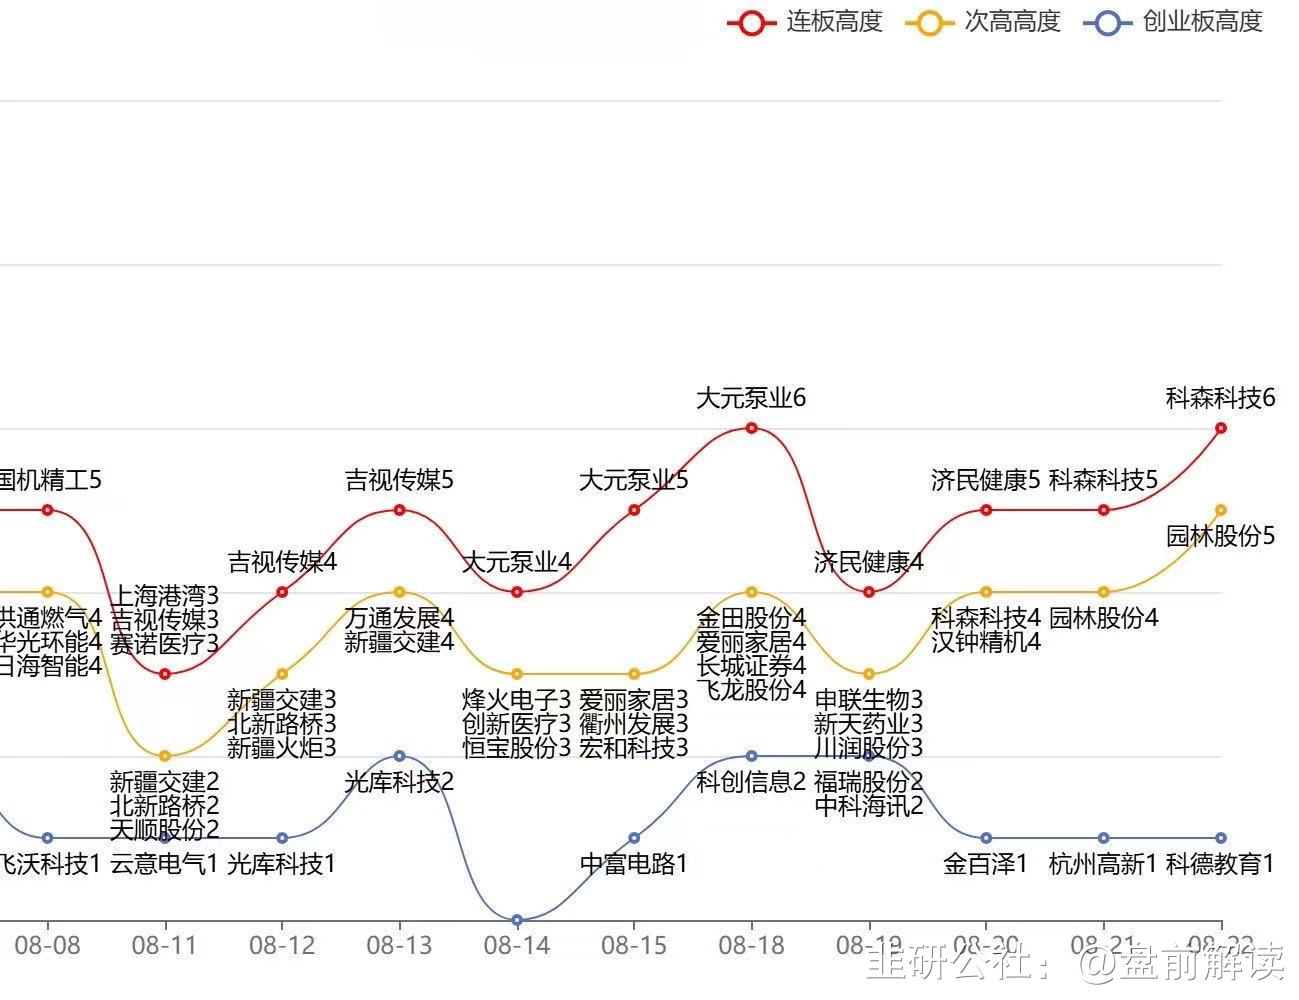 连板高度 次高高度 创业板高度
大元泵业6 科森科技6
国机精工5 吉视传媒5 大元泵业5 济民健康5 科森科技5
园林股份5
吉视传媒4 大元泵业4 济民健康4
上海港湾3
吉视传媒3
赛诺医疗3
洪通燃气4
华光环能4
日海智能4
万通发展4
新疆交建4
金田股份4
爱丽家居4
长城证券4
飞龙股份4
科森科技4
汉钟精机4
园林股份4
新疆交建3
北新路桥3
新疆火炬3
烽火电子3
创新医疗3
恒宝股份3
爱丽家居3
衢州发展3
宏和科技3
申联生物3
新天药业3
川润股份3
新疆交建2
北新路桥2
天顺股份2
光库科技2
科创信息2
福瑞股份2
中科海讯2
飞沃科技1 云意电气1 光库科技1 中富电路1 金百泽1 杭州高新1 科德教育1
08-08 08-11 08-12 08-13 08-14 08-15 08-18 08-19 08-20 08-21 08-22
韭研公社：@盘前解读